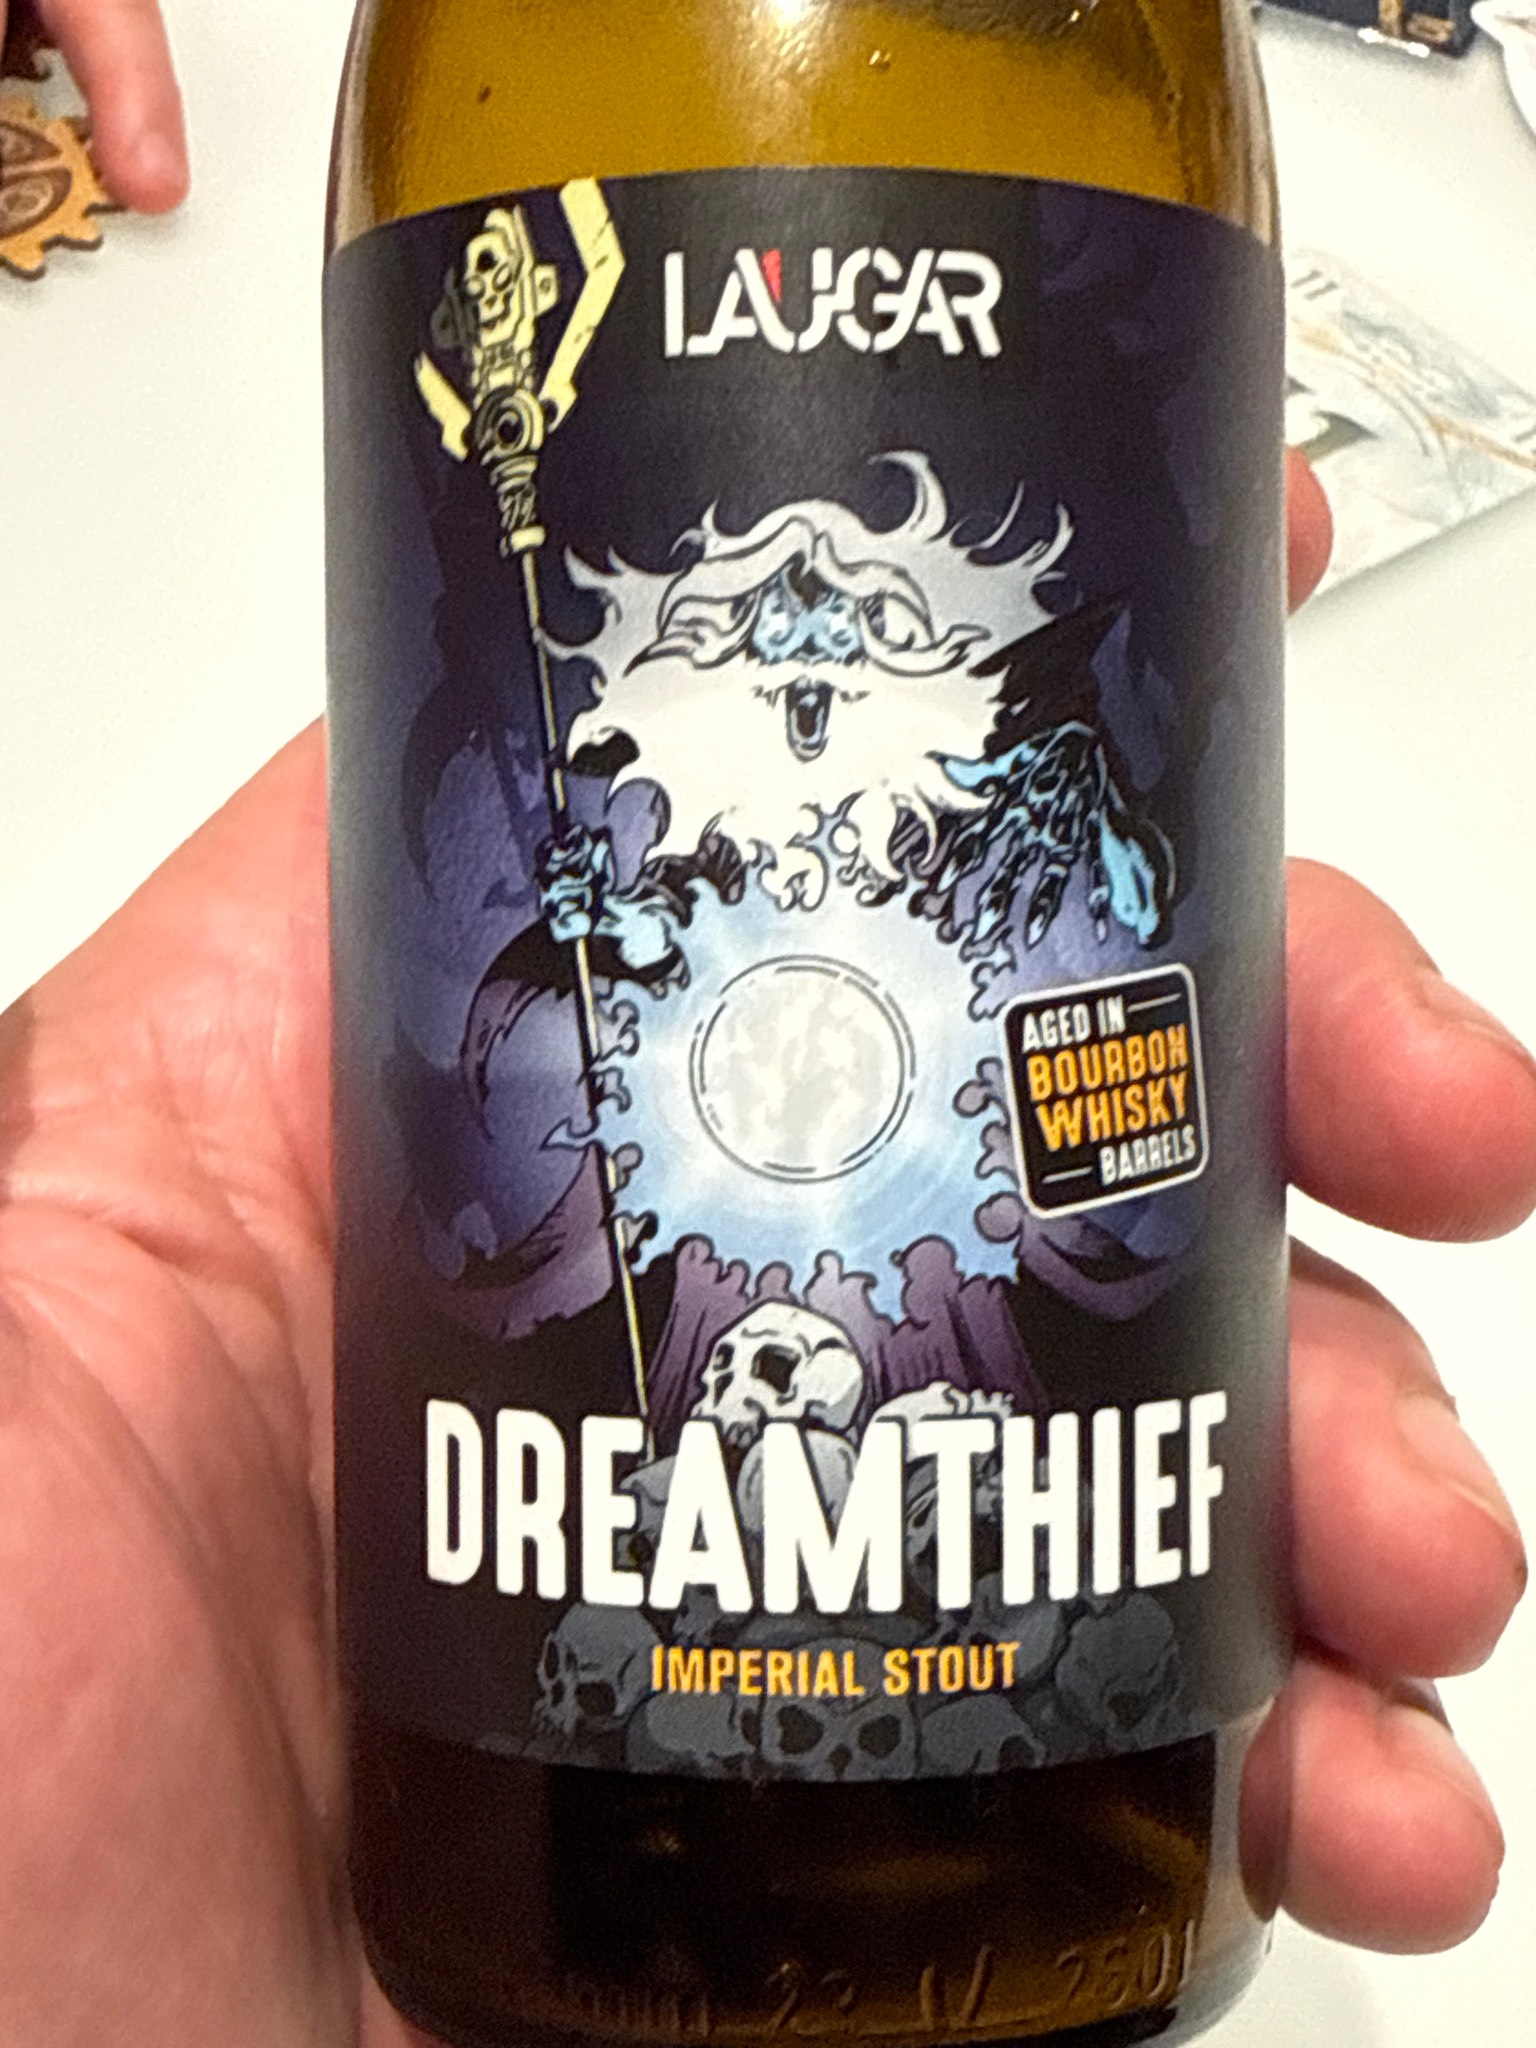 LAUGAR
AGED IN
BOURBON
WHISKY
BARRELS
DREAMTHIEF
IMPERIAL STOUT